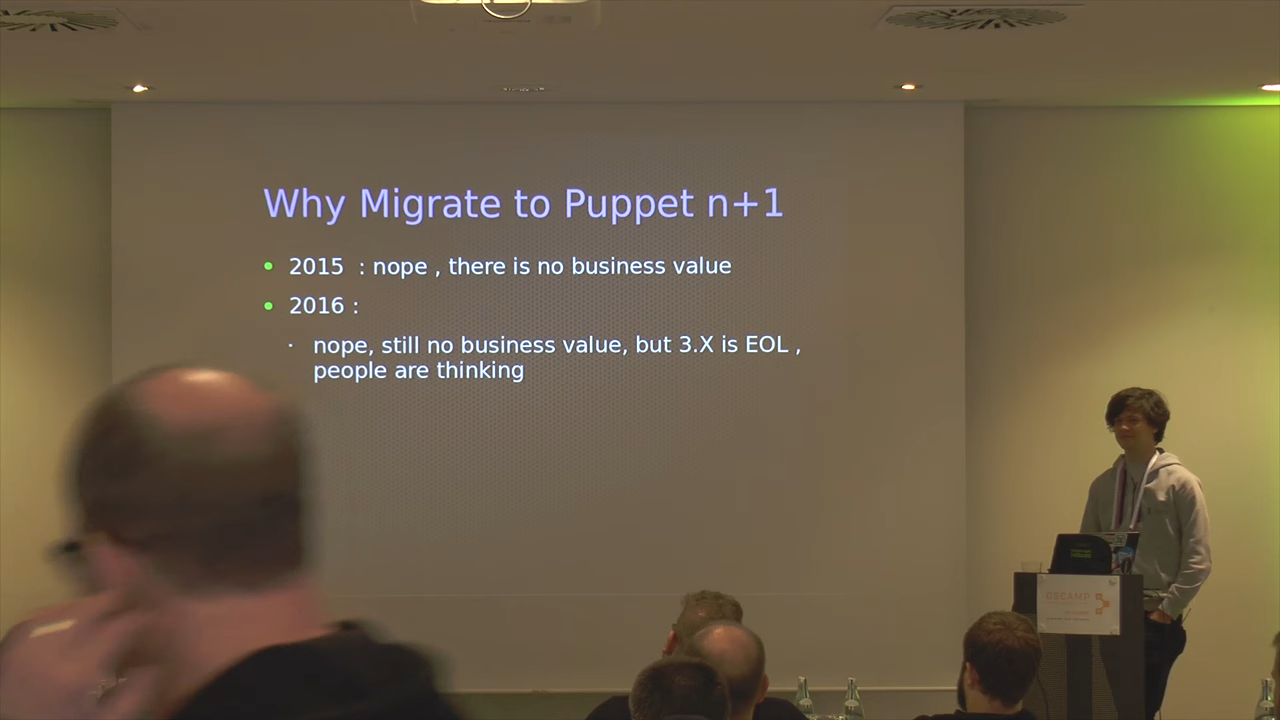 Why Migrate to Puppet n+1
2015 : nope , there is no business value
2016 :
nope, still no business value, but 3.X is EOL ,
people are thinking
OSCAMP